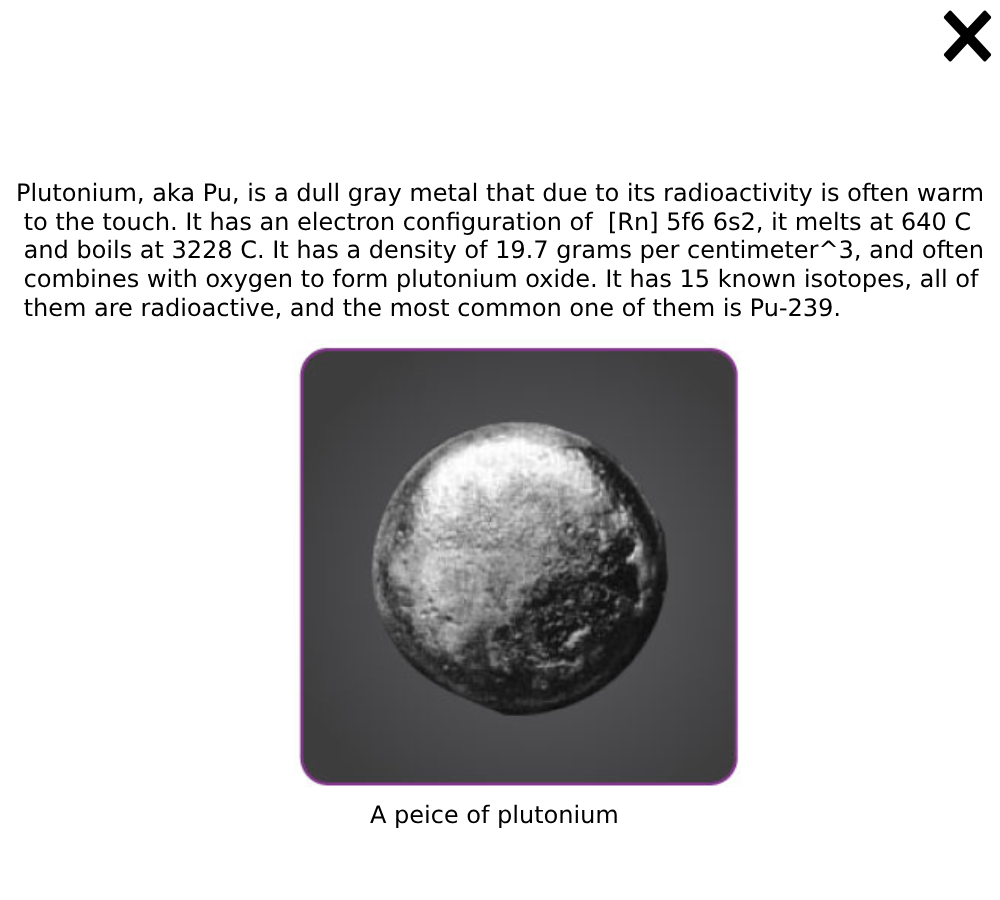 Plutonium, aka Pu, is a dull gray metal that due to its radioactivity is often warm
to the touch. It has an electron configuration of  [Rn] 5f6 6s2, it melts at 640 C
and boils at 3228 C. It has a density of 19.7 grams per centimeter^3, and often
combines with oxygen to form plutonium oxide. It has 15 known isotopes, all of
them are radioactive, and the most common one of them is Pu-239.
A peice of plutonium